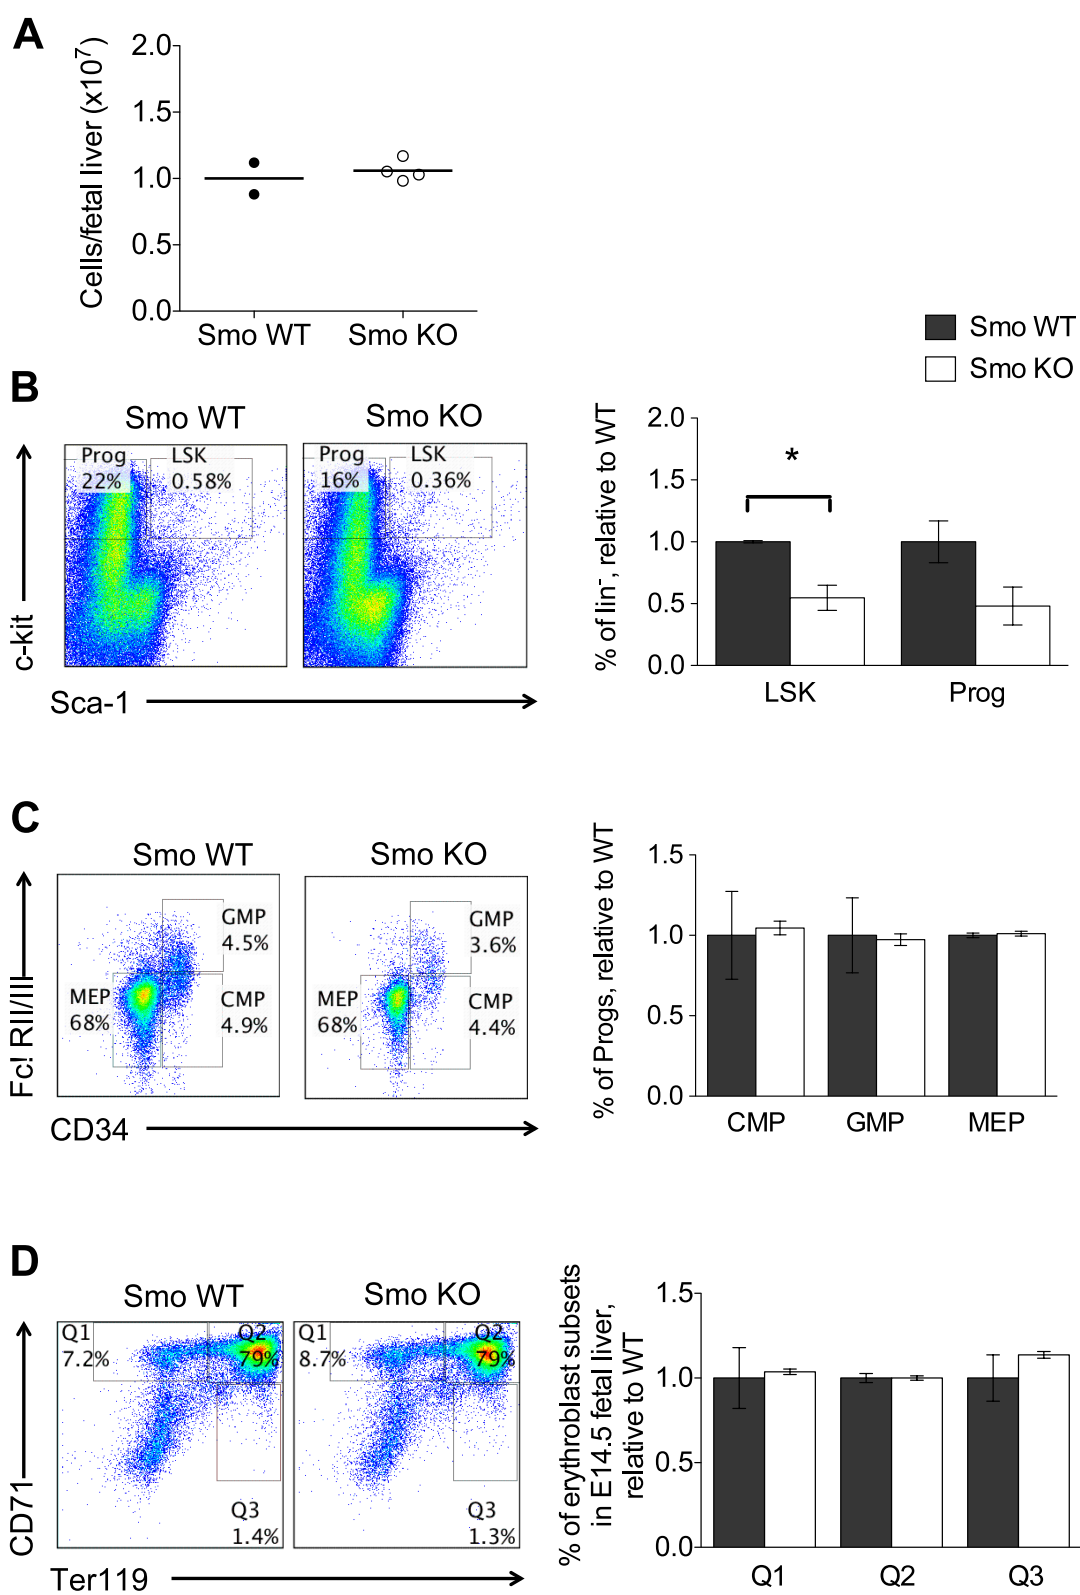 A
Cells/fetal liver (x10⁷)
2.0
1.5
1.0
0.5
0.0
Smo WT
Smo KO
Smo WT
Smo KO
B
Smo WT
Smo KO
c-kit
Prog
22%
LSK
0.58%
Prog
16%
LSK
0.36%
Sca-1
% of lin⁻, relative to WT
2.0
1.5
1.0
0.5
0.0
*
LSK
Prog
C
Smo WT
Smo KO
Fc! RII/III
GMP
4.5%
MEP
68%
CMP
4.9%
GMP
3.6%
MEP
68%
CMP
4.4%
CD34
% of Progs, relative to WT
1.5
1.0
0.5
0.0
CMP
GMP
MEP
D
Smo WT
Smo KO
CD71
Q1
7.2%
Q2
79%
Q3
1.4%
Q1
8.7%
Q2
79%
Q3
1.3%
Ter119
% of erythroblast subsets
in E14.5 fetal liver,
relative to WT
1.5
1.0
0.5
0.0
Q1
Q2
Q3